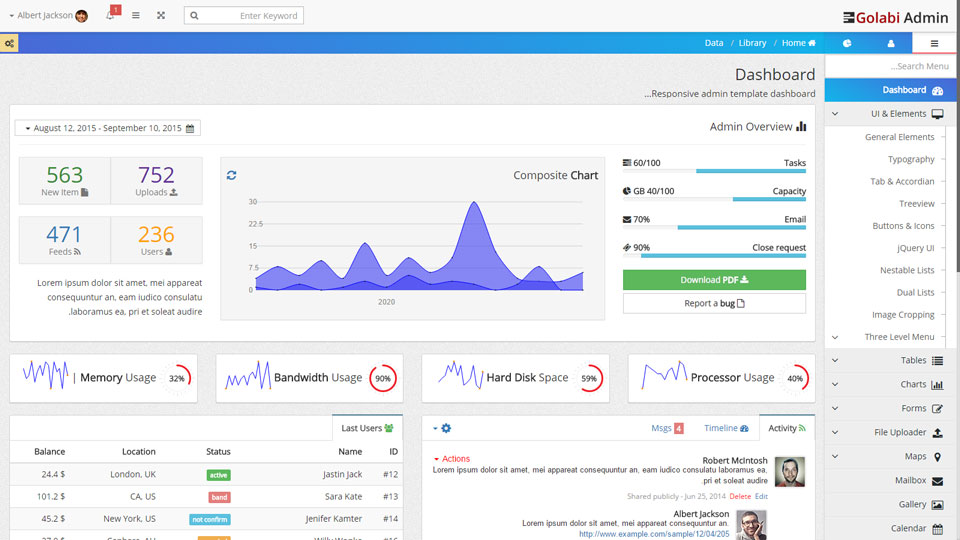 Albert Jackson
1
Enter Keyword
Golabi Admin
Data / Library / Home
...Search Menu
Dashboard
UI & Elements
General Elements
Typography
Tab & Accordian
Treeview
Buttons & Icons
jQuery UI
Nestable Lists
Dual Lists
Image Cropping
Three Level Menu
Tables
Charts
Forms
File Uploader
Maps
Mailbox
Gallery
Calendar
Dashboard
...Responsive admin template dashboard
August 12, 2015 - September 10, 2015
Admin Overview
563
New Item
752
Uploads
471
Feeds
236
Users
Lorem ipsum dolor sit amet, mei appareat
consequuntur an, eam iudico consulatu
.laboramus ea, pri et soleat audire
Composite Chart
30
22.5
15
7.5
0
2020
60/100 Tasks
GB 40/100 Capacity
70% Email
90% Close request
Download PDF
Report a bug
| Memory Usage 32%
Bandwidth Usage 90%
Hard Disk Space 59%
Processor Usage 40%
Last Users
Balance Location Status Name ID
24.4 $ London, UK active Jastin Jack #12
101.2 $ CA, US band Sara Kate #13
45.2 $ New York, US not confirm Jenifer Kamter #14
Msgs 4 Timeline Activity
Actions
Robert McIntosh
Lorem ipsum dolor sit amet, mei appareat consequuntur an, eam iudico consulatu laboramus ea,
.pri et soleat audire
Shared publicly - Jun 25, 2014 Delete Edit
Albert Jackson
Lorem ipsum dolor sit amet, mei appareat consequuntur an.
http://www.example.com/sample/12/04/205